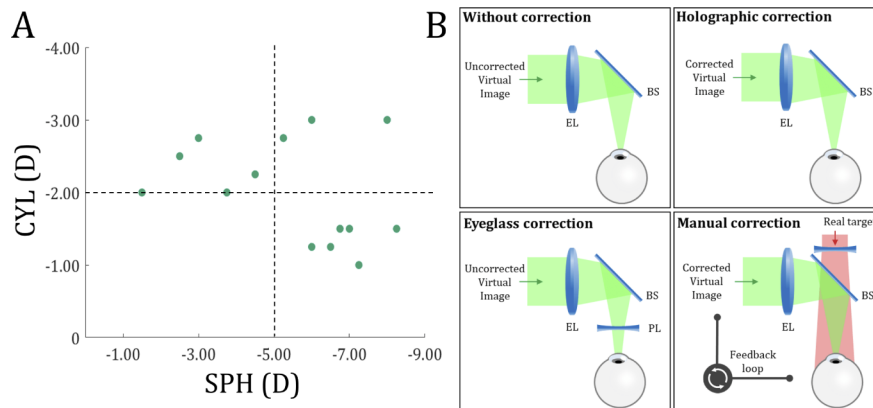 A
-4.00
-3.00
-2.00
-1.00
0
CYL (D)
-1.00
-3.00
-5.00
-7.00
-9.00
SPH (D)
B
Without correction
Uncorrected
Virtual
Image
EL
BS
Holographic correction
Corrected
Virtual
Image
EL
BS
Eyeglass correction
Uncorrected
Virtual
Image
EL
BS
PL
Manual correction
Real target
Corrected
Virtual
Image
EL
BS
Feedback
loop